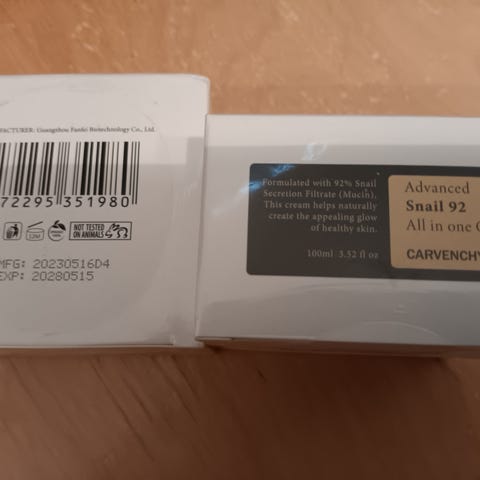 FACTURER: Guangzhou Fanfei Biotechnology Co., Ltd.
72295 351980
12M
NOT TESTED
ON ANIMALS
MFG: 20230516D4
EXP: 20280515
Formulated with 92% Snail
Secretion Filtrate (Mucin),
This cream helps naturally
create the appealing glow
of healthy skin.
100ml 3.52 fl oz
Advanced
Snail 92
All in one
CARVENCHY